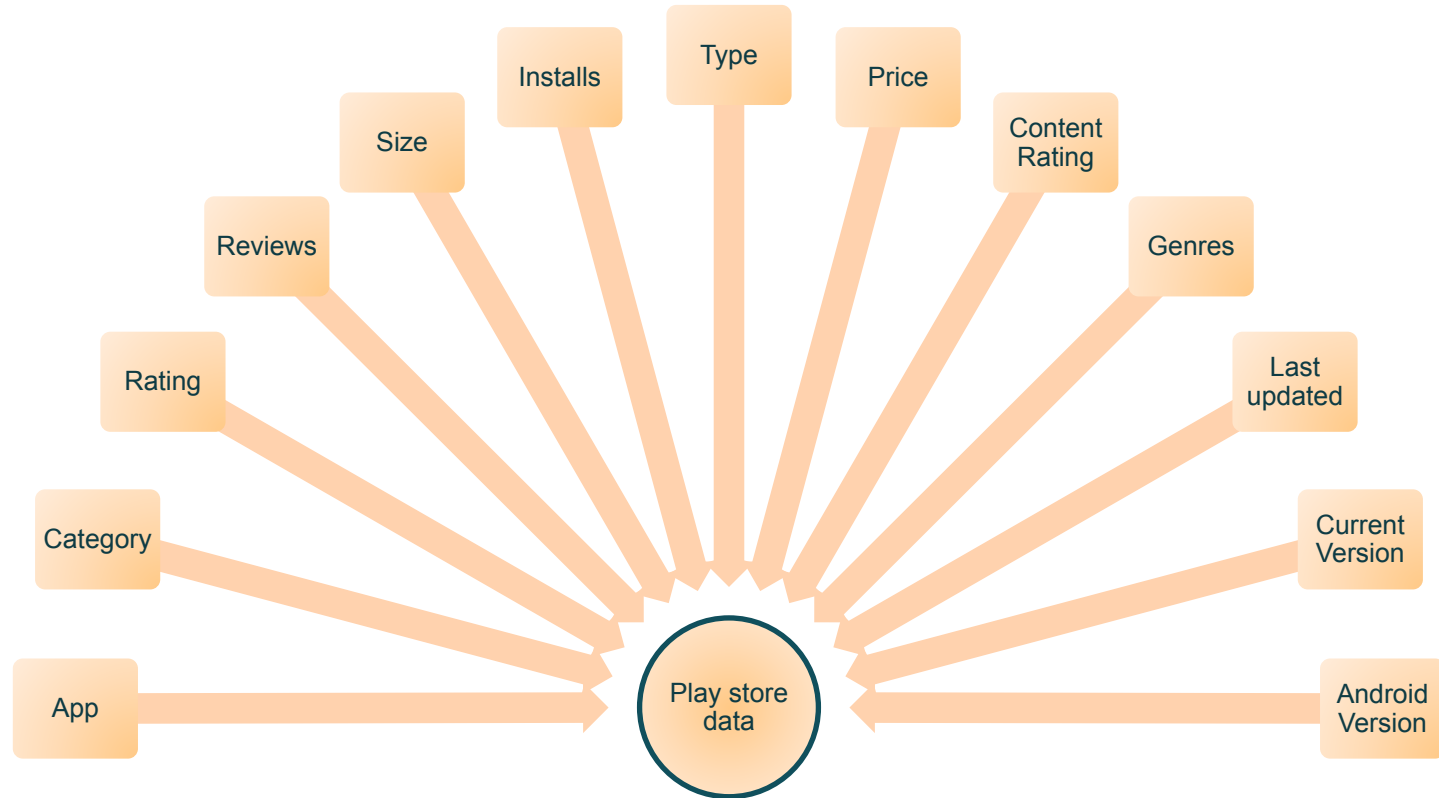 App
Category
Rating
Reviews
Size
Installs
Type
Price
Content
Rating
Genres
Last
updated
Current
Version
Android
Version
Play store
data